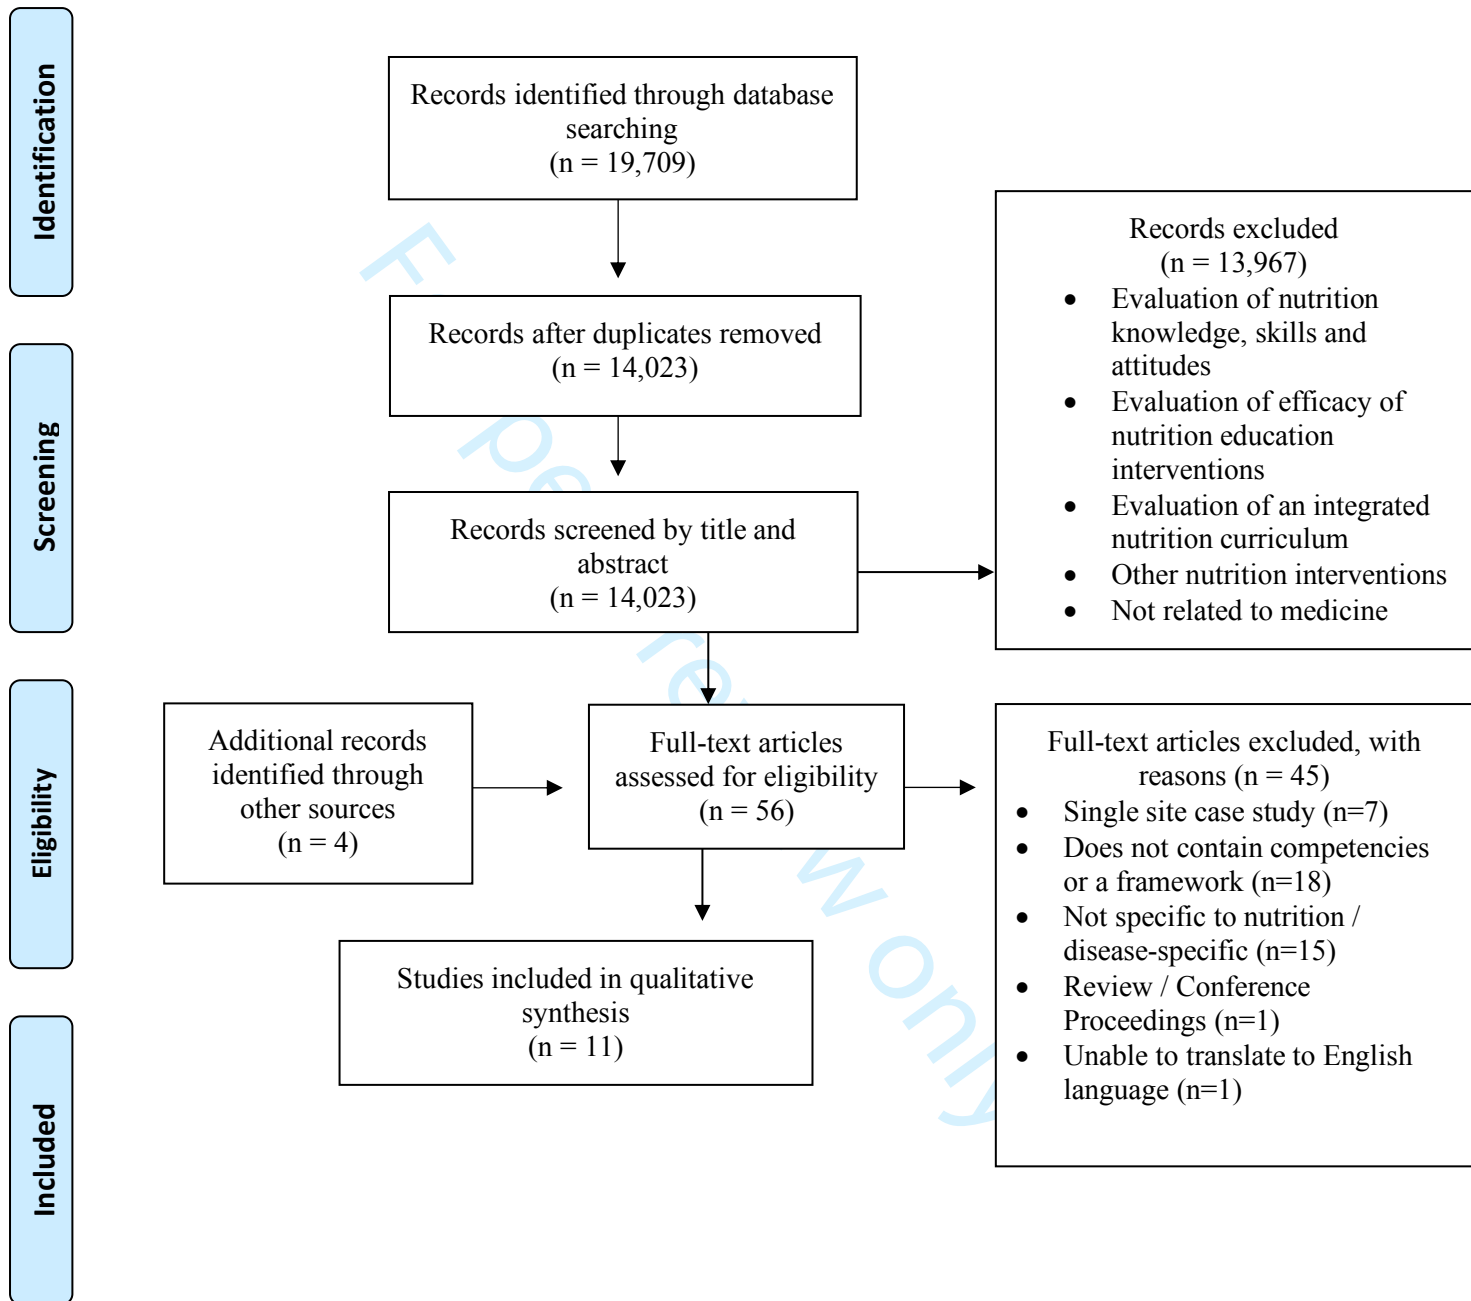 Identification
Records identified through database
searching
(n = 19,709)
Records excluded
(n = 13,967)
• Evaluation of nutrition
knowledge, skills and
attitudes
• Evaluation of efficacy of
nutrition education
interventions
• Evaluation of an integrated
nutrition curriculum
• Other nutrition interventions
• Not related to medicine
Records after duplicates removed
(n = 14,023)
Screening
Records screened by title and
abstract
(n = 14,023)
Eligibility
Additional records
identified through
other sources
(n = 4)
Full-text articles
assessed for eligibility
(n = 56)
Full-text articles excluded, with
reasons (n = 45)
• Single site case study (n=7)
• Does not contain competencies
or a framework (n=18)
• Not specific to nutrition /
disease-specific (n=15)
• Review / Conference
Proceedings (n=1)
• Unable to translate to English
language (n=1)
Studies included in qualitative
synthesis
(n = 11)
Included
only